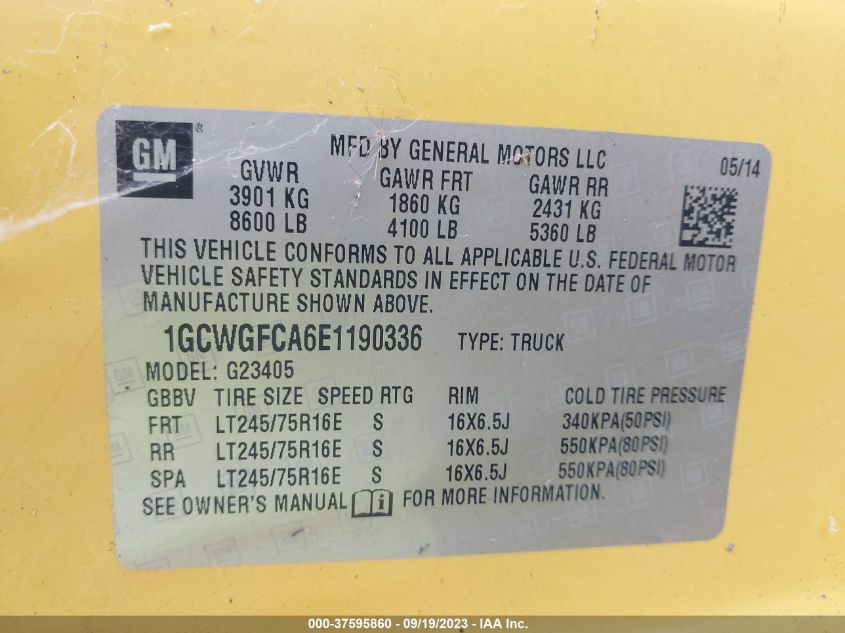 GM ®
MFD BY GENERAL MOTORS LLC 05/14
GVWR GAWR FRT GAWR RR
3901 KG 1860 KG 2431 KG
8600 LB 4100 LB 5360 LB
THIS VEHICLE CONFORMS TO ALL APPLICABLE U.S. FEDERAL MOTOR
VEHICLE SAFETY STANDARDS IN EFFECT ON THE DATE OF
MANUFACTURE SHOWN ABOVE.
1GCWGFCA6E1190336 TYPE: TRUCK
MODEL: G23405
GBBV TIRE SIZE SPEED RTG RIM COLD TIRE PRESSURE
FRT LT245/75R16E S 16X6.5J 340KPA(50PSI)
RR LT245/75R16E S 16X6.5J 550KPA(80PSI)
SPA LT245/75R16E S 16X6.5J 550KPA(80PSI)
SEE OWNER'S MANUAL i FOR MORE INFORMATION.
000-37595860 - 09/19/2023 - IAA Inc.